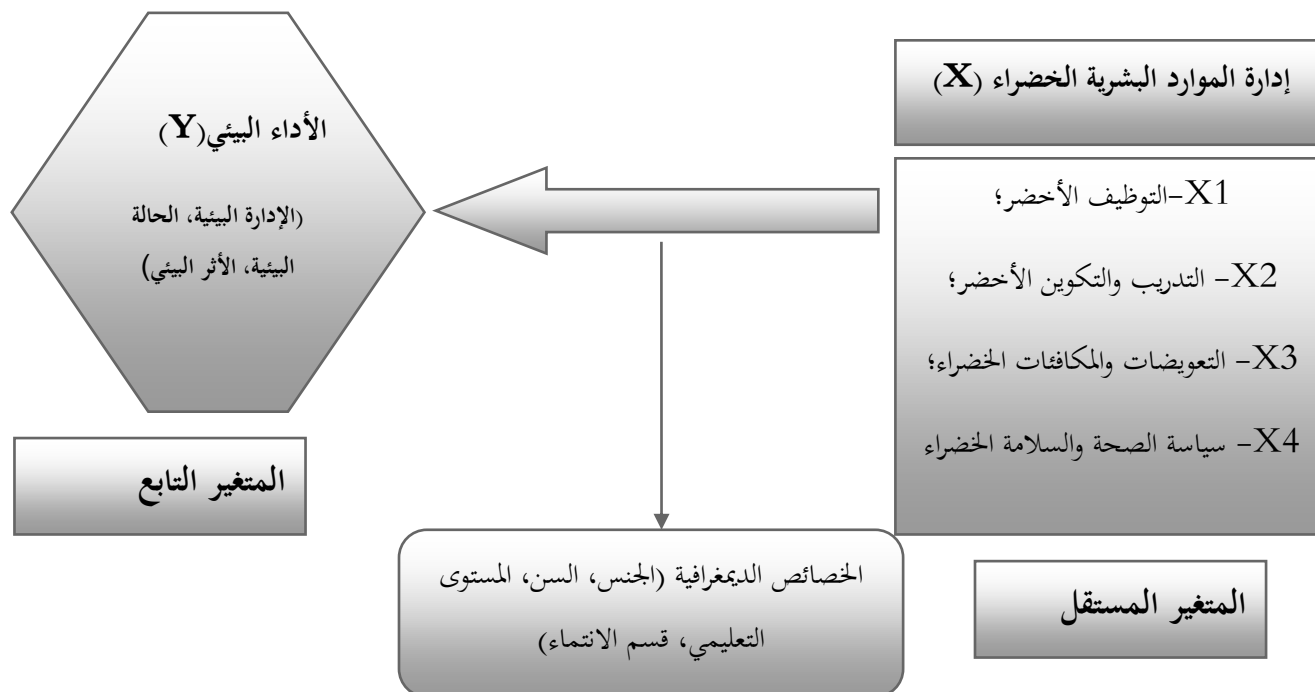 إدارة الموارد البشرية الخضراء (X)
X1-التوظيف الأخضر؛
X2- التدريب والتكوين الأخضر؛
X3- التعويضات والمكافئات الخضراء؛
X4- سياسة الصحة والسلامة الخضراء
المتغير المستقل
الأداء البيئي(Y)
(الإدارة البيئية، الحالة
البيئية، الأثر البيئي)
المتغير التابع
الخصائص الديمغرافية (الجنس، السن، المستوى
التعليمي، قسم الانتماء)